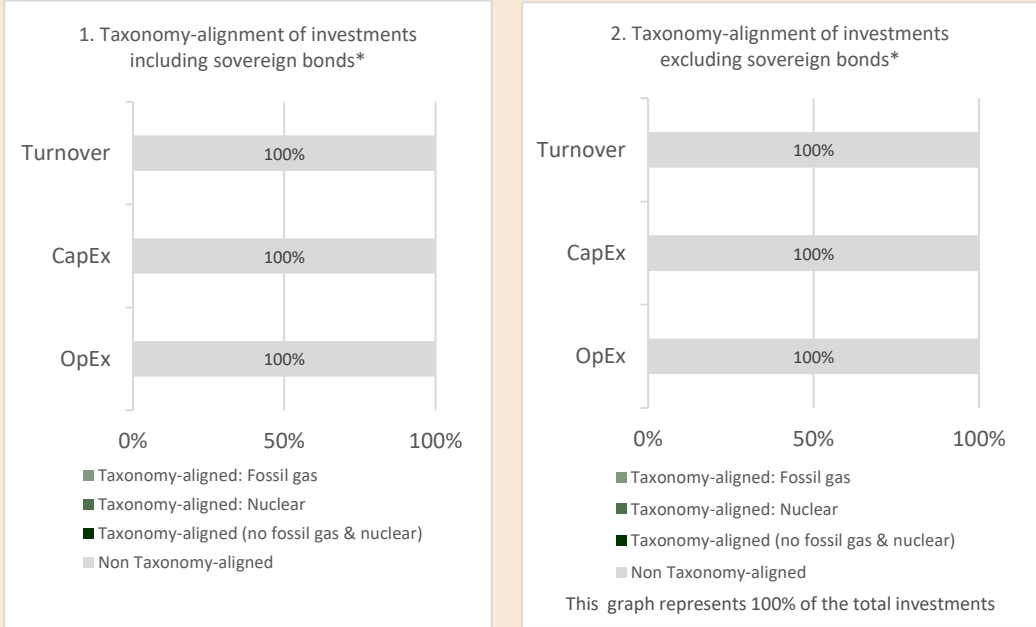 1. Taxonomy-alignment of investments
including sovereign bonds*
Turnover
100%
CapEx
100%
OpEx
100%
0%
50%
100%
Taxonomy-aligned: Fossil gas
Taxonomy-aligned: Nuclear
Taxonomy-aligned (no fossil gas & nuclear)
Non Taxonomy-aligned
2. Taxonomy-alignment of investments
excluding sovereign bonds*
Turnover
100%
CapEx
100%
OpEx
100%
0%
50%
100%
Taxonomy-aligned: Fossil gas
Taxonomy-aligned: Nuclear
Taxonomy-aligned (no fossil gas & nuclear)
Non Taxonomy-aligned
This graph represents 100% of the total investments